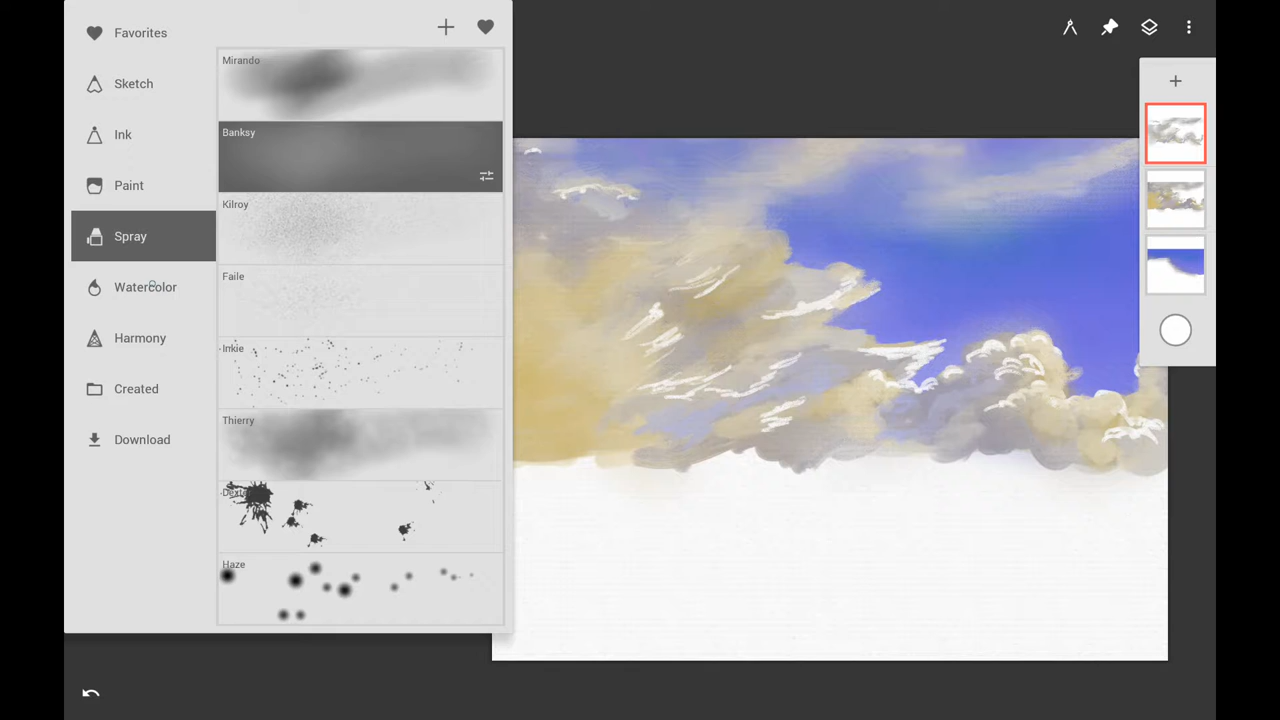 Favorites
Sketch
Ink
Paint
Spray
Watercolor
Harmony
Created
Download
Mirando
Banksy
Kilroy
Faile
Inkie
Thierry
Dexter
Haze